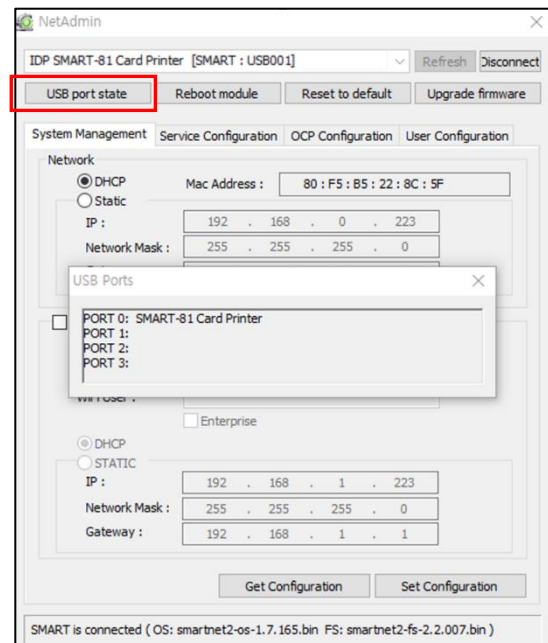 NetAdmin
IDP SMART-81 Card Printer [SMART : USB001] Refresh Disconnect
USB port state Reboot module Reset to default Upgrade firmware
System Management Service Configuration OCP Configuration User Configuration
Network
DHCP Mac Address : 80 : F5 : B5 : 22 : 8C : 5F
Static
IP : 192 . 168 . 0 . 223
Network Mask : 255 . 255 . 255 . 0
USB Ports
PORT 0: SMART-81 Card Printer
PORT 1:
PORT 2:
PORT 3:
Enterprise
DHCP
STATIC
IP : 192 . 168 . 1 . 223
Network Mask : 255 . 255 . 255 . 0
Gateway : 192 . 168 . 1 . 1
Get Configuration Set Configuration
SMART is connected ( OS: smartnet2-os-1.7.165.bin FS: smartnet2-fs-2.2.007.bin )